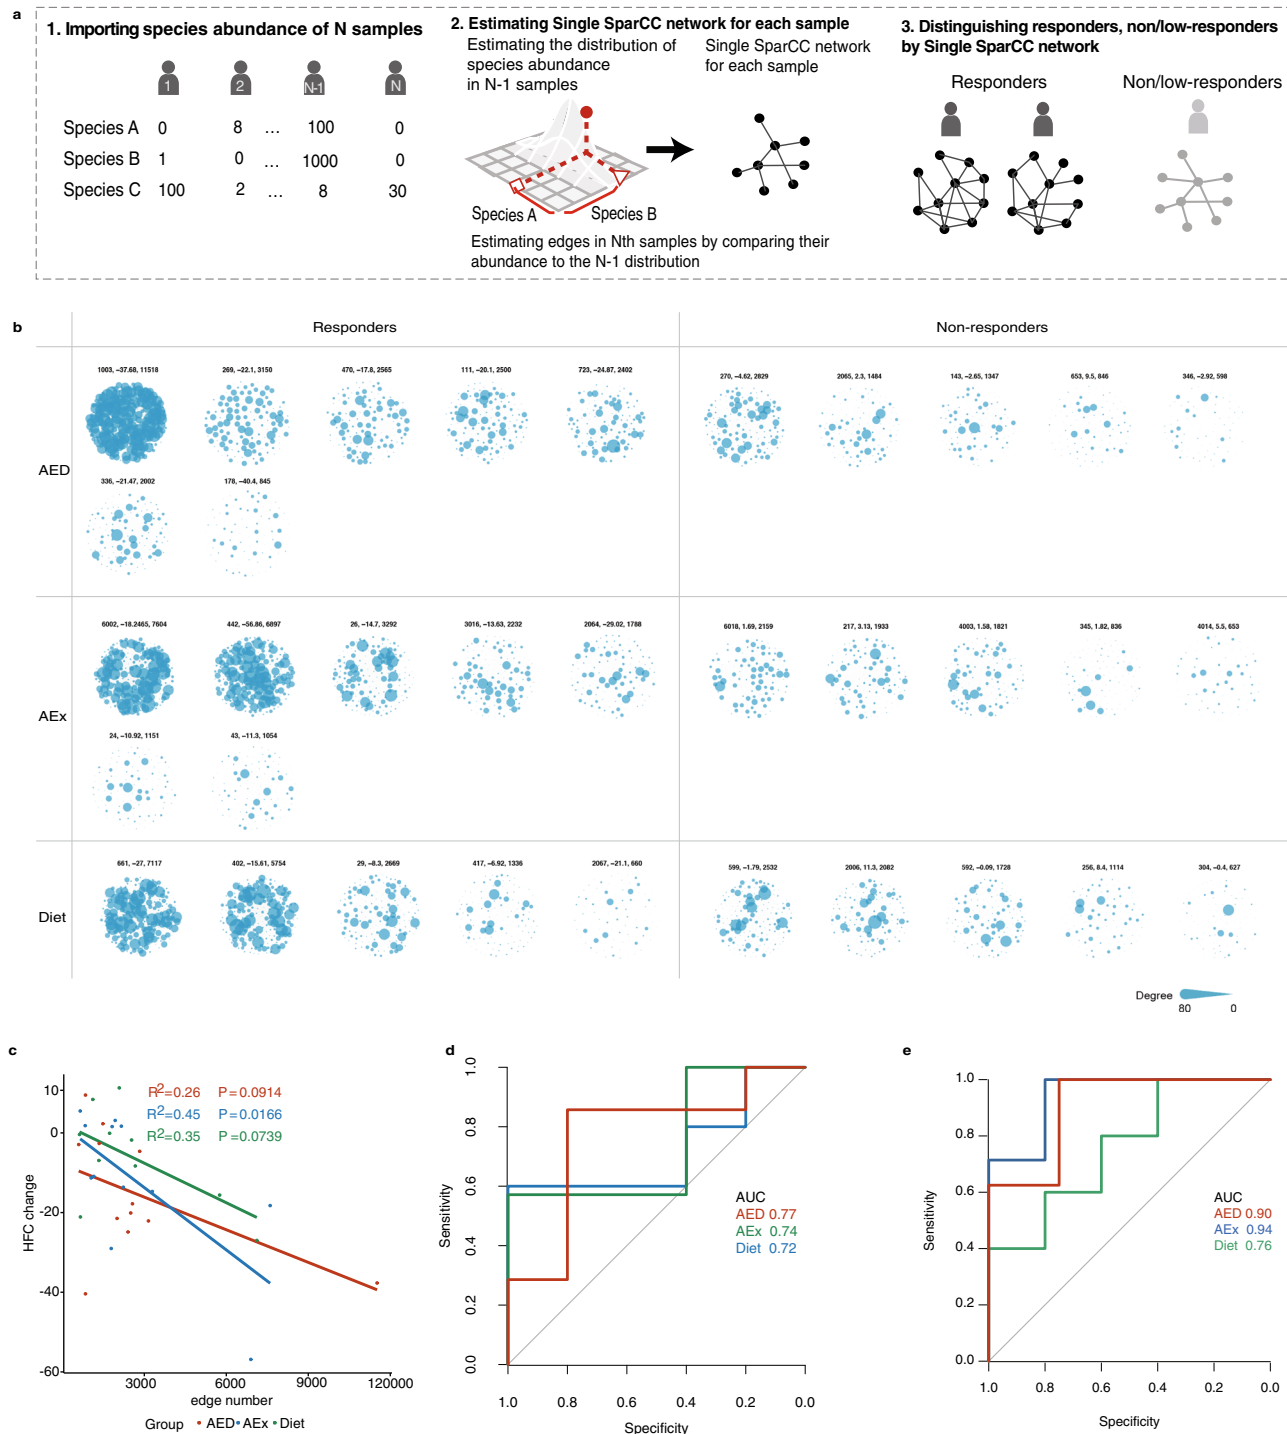 a
1. Importing species abundance of N samples
1 2 N-1 N
Species A 0 8 ... 100 0
Species B 1 0 ... 1000 0
Species C 100 2 ... 8 30
2. Estimating Single SparCC network for each sample
Estimating the distribution of
species abundance
in N-1 samples
Single SparCC network
for each sample
Species A
Species B
Estimating edges in Nth samples by comparing their
abundance to the N-1 distribution
3. Distinguishing responders, non/low-responders
by Single SparCC network
Responders
Non/low-responders
b
Responders
Non-responders
AED
1003, −37.68, 11518
269, −22.1, 3150
470, −17.8, 2565
111, −20.1, 2500
723, −24.87, 2402
270, −4.62, 2829
2065, 2.3, 1484
143, −2.65, 1347
653, 9.5, 846
346, −2.92, 598
336, −21.47, 2002
178, −40.4, 845
AEx
6002, −18.2465, 7604
442, −56.86, 6897
26, −14.7, 3292
3016, −13.63, 2232
2064, −29.02, 1788
6018, 1.69, 2159
217, 3.13, 1933
4003, 1.58, 1821
345, 1.82, 836
4014, 5.5, 653
24, −10.92, 1151
43, −11.3, 1054
Diet
661, −27, 7117
402, −15.61, 5754
29, −8.3, 2669
417, −6.92, 1336
2067, −21.1, 660
599, −1.79, 2532
2006, 11.3, 2082
592, −0.09, 1728
256, 8.4, 1114
304, −0.4, 627
Degree
80 0
c
10
0
-20
-40
-60
HFC change
R2=0.26 P=0.0914
R2=0.45 P=0.0166
R2=0.35 P=0.0739
3000 6000 9000 120000
edge number
Group AED AEx Diet
d
1.0
0.8
0.6
0.4
0.2
0.0
Sensitivity
AUC
AED 0.77
AEx 0.74
Diet 0.72
1.0 0.8 0.6 0.4 0.2 0.0
Specificity
e
1.0
0.8
0.6
0.4
0.2
0.0
Sensitivity
AUC
AED 0.90
AEx 0.94
Diet 0.76
1.0 0.8 0.6 0.4 0.2 0.0
Specificity